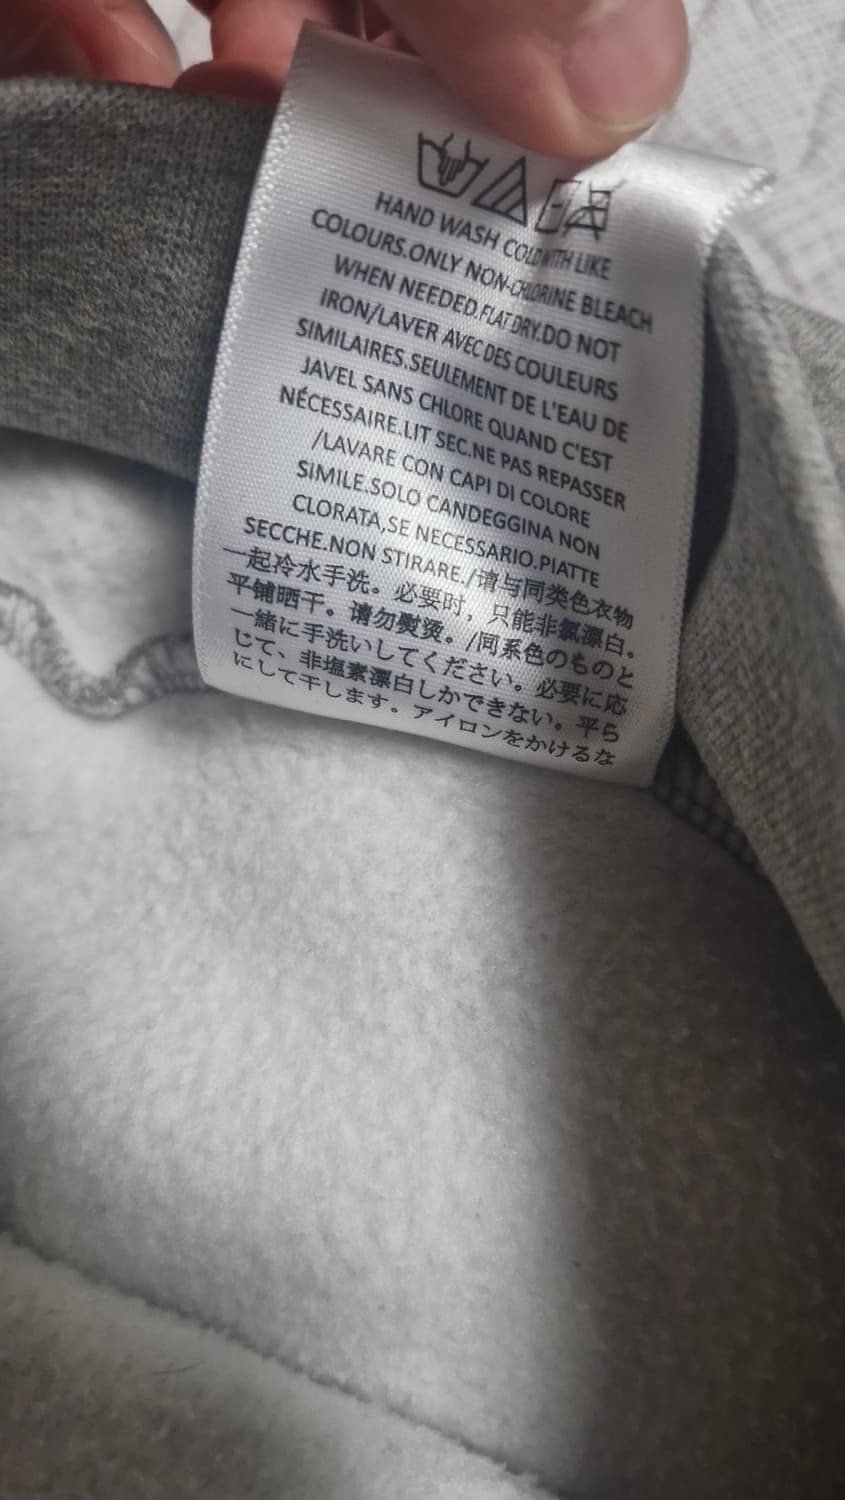 HAND WASH COLD WITH LIKE
COLOURS.ONLY NON-CHLORINE BLEACH
WHEN NEEDED.FLAT DRY.DO NOT
IRON/LAVER AVEC DES COULEURS
SIMILAIRES.SEULEMENT DE L'EAU DE
JAVEL SANS CHLORE QUAND C'EST
NÉCESSAIRE.LIT SEC.NE PAS REPASSER
/LAVARE CON CAPI DI COLORE
SIMILE.SOLO CANDEGGINA NON
CLORATA,SE NECESSARIO.PIATTE
SECCHE.NON STIRARE./请与同类色衣物
一起冷水手洗。必要时，只能非氯漂白。
平铺晒干。请勿熨烫。/同系色のものと
一緒に手洗いしてください。必要に応
じて、非塩素漂白しかできない。平ら
にして干します。アイロンをかけるな